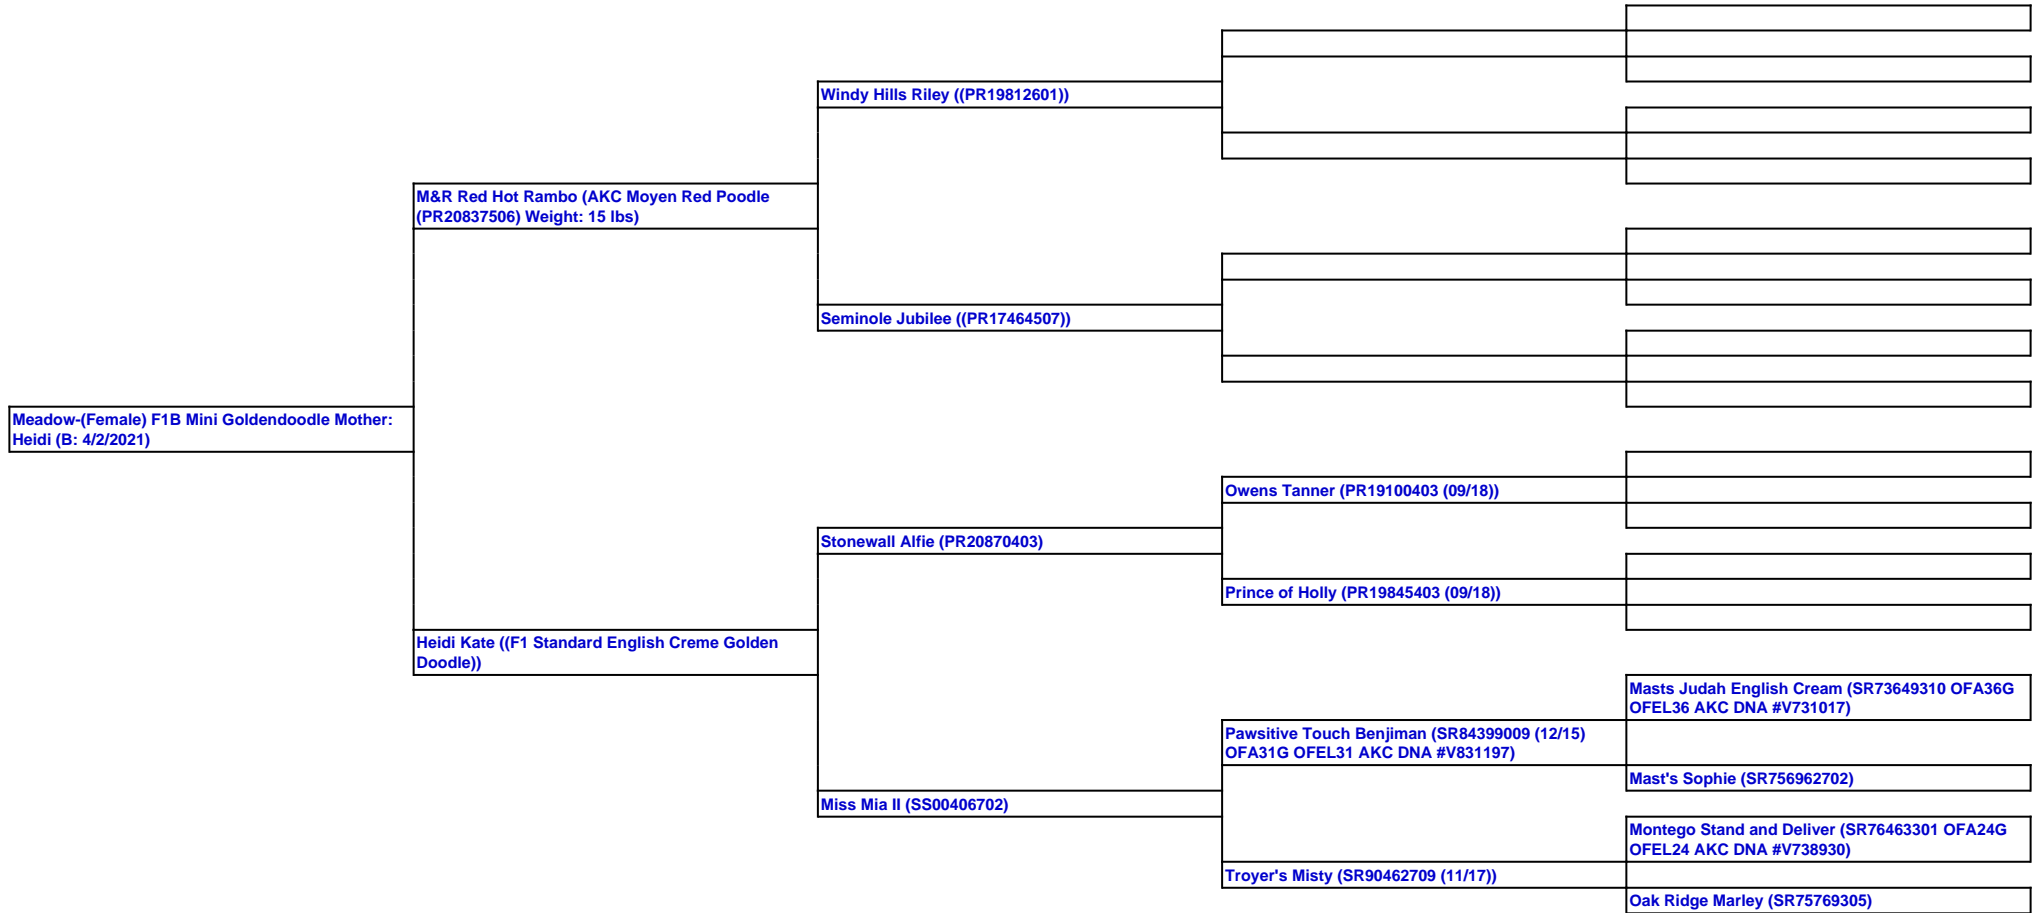 Windy Hills Riley ((PR19812601))
M&R Red Hot Rambo (AKC Moyen Red Poodle
(PR20837506) Weight: 15 lbs)
Seminole Jubilee ((PR17464507))
Meadow-(Female) F1B Mini Goldendoodle Mother:
Heidi (B: 4/2/2021)
Owens Tanner (PR19100403 (09/18))
Stonewall Alfie (PR20870403)
Prince of Holly (PR19845403 (09/18))
Heidi Kate ((F1 Standard English Creme Golden
Doodle))
Masts Judah English Cream (SR73649310 OFA36G
OFEL36 AKC DNA #V731017)
Pawsitive Touch Benjiman (SR84399009 (12/15)
OFA31G OFEL31 AKC DNA #V831197)
Mast's Sophie (SR756962702)
Miss Mia II (SS00406702)
Montego Stand and Deliver (SR76463301 OFA24G
OFEL24 AKC DNA #V738930)
Troyer's Misty (SR90462709 (11/17))
Oak Ridge Marley (SR75769305)